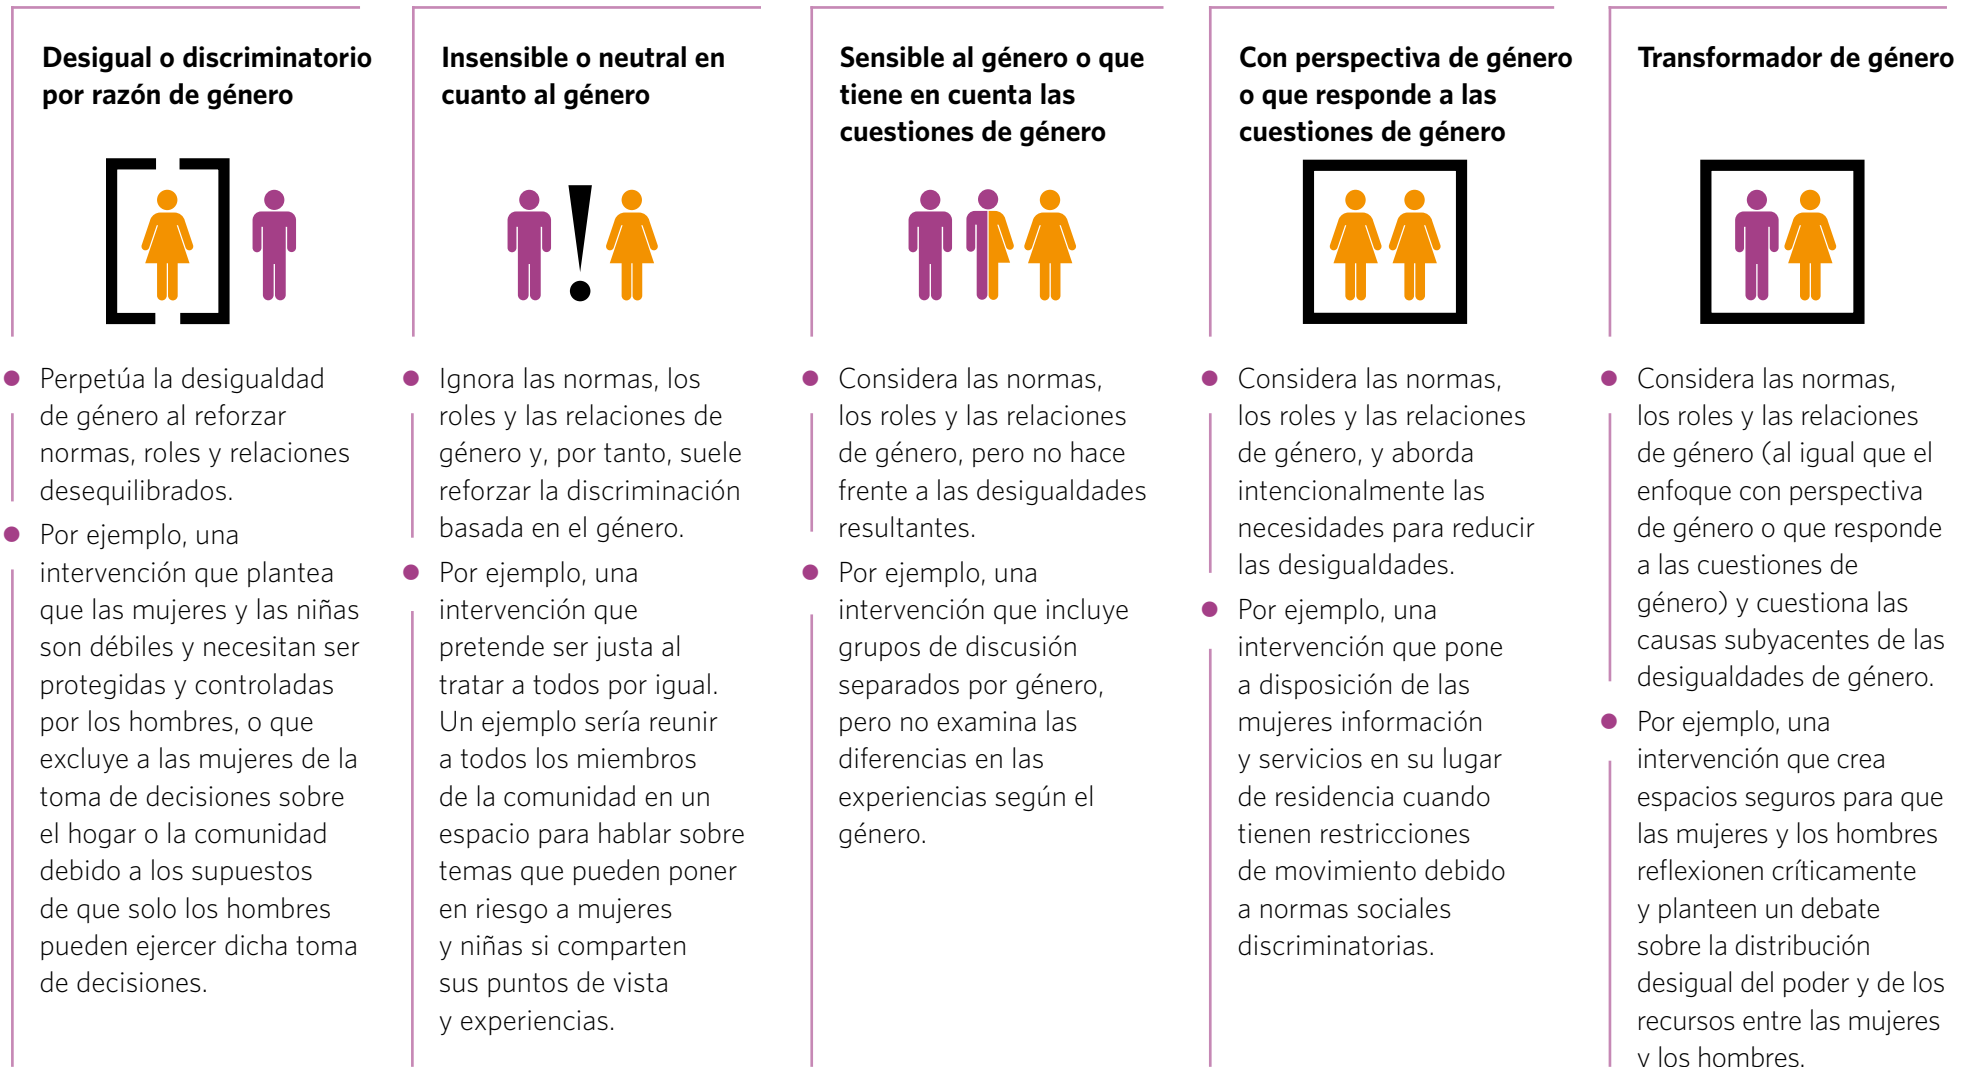 Desigual o discriminatorio
por razón de género
Perpetúa la desigualdad
de género al reforzar
normas, roles y relaciones
desequilibrados.
Por ejemplo, una
intervención que plantea
que las mujeres y las niñas
son débiles y necesitan ser
protegidas y controladas
por los hombres, o que
excluye a las mujeres de la
toma de decisiones sobre
el hogar o la comunidad
debido a los supuestos
de que solo los hombres
pueden ejercer dicha toma
de decisiones.
Insensible o neutral en
cuanto al género
Ignora las normas, los
roles y las relaciones de
género y, por tanto, suele
reforzar la discriminación
basada en el género.
Por ejemplo, una
intervención que
pretende ser justa al
tratar a todos por igual.
Un ejemplo sería reunir
a todos los miembros
de la comunidad en un
espacio para hablar sobre
temas que pueden poner
en riesgo a mujeres
y niñas si comparten
sus puntos de vista
y experiencias.
Sensible al género o que
tiene en cuenta las
cuestiones de género
Considera las normas,
los roles y las relaciones
de género, pero no hace
frente a las desigualdades
resultantes.
Por ejemplo, una
intervención que incluye
grupos de discusión
separados por género,
pero no examina las
diferencias en las
experiencias según el
género.
Con perspectiva de género
o que responde a las
cuestiones de género
Considera las normas,
los roles y las relaciones
de género, y aborda
intencionalmente las
necesidades para reducir
las desigualdades.
Por ejemplo, una
intervención que pone
a disposición de las
mujeres información
y servicios en su lugar
de residencia cuando
tienen restricciones
de movimiento debido
a normas sociales
discriminatorias.
Transformador de género
Considera las normas,
los roles y las relaciones
de género (al igual que el
enfoque con perspectiva
de género o que responde
a las cuestiones de
género) y cuestiona las
causas subyacentes de las
desigualdades de género.
Por ejemplo, una
intervención que crea
espacios seguros para que
las mujeres y los hombres
reflexionen críticamente
y planteen un debate
sobre la distribución
desigual del poder y de los
recursos entre las mujeres
y los hombres.